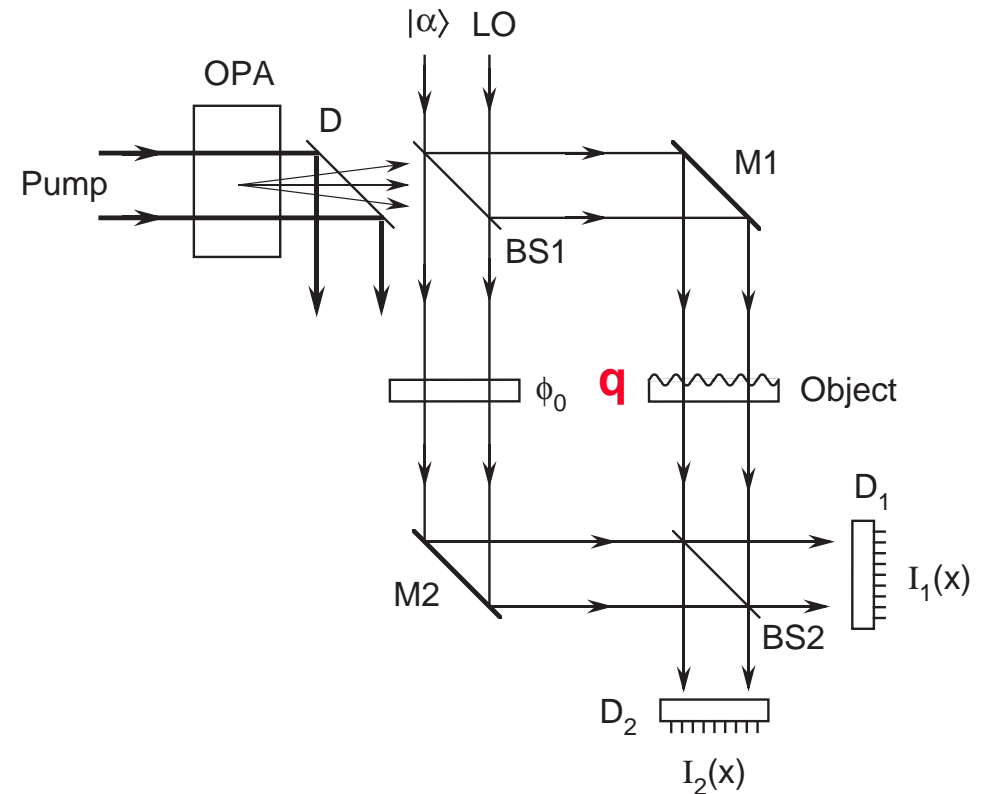 |α⟩ LO
OPA
D
M1
Pump
BS1
ϕ₀
q
Object
D₁
I₁(x)
M2
BS2
D₂
I₂(x)